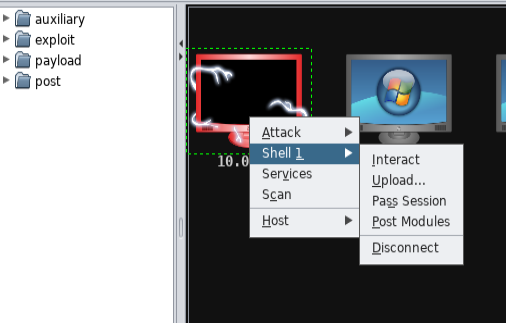 auxiliary
exploit
payload
post
10.0
Attack
Shell 1
Services
Scan
Host
Interact
Upload...
Pass Session
Post Modules
Disconnect